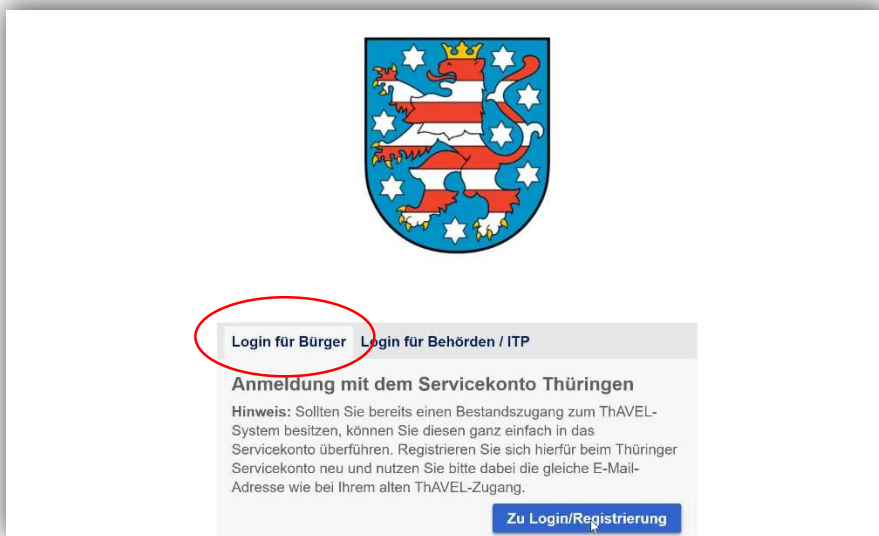 Login für Bürger Login für Behörden / ITP
Anmeldung mit dem Servicekonto Thüringen
Hinweis: Sollten Sie bereits einen Bestandszugang zum ThAVEL-
System besitzen, können Sie diesen ganz einfach in das
Servicekonto überführen. Registrieren Sie sich hierfür beim Thüringer
Servicekonto neu und nutzen Sie bitte dabei die gleiche E-Mail-
Adresse wie bei Ihrem alten ThAVEL-Zugang.
Zu Login/Registrierung